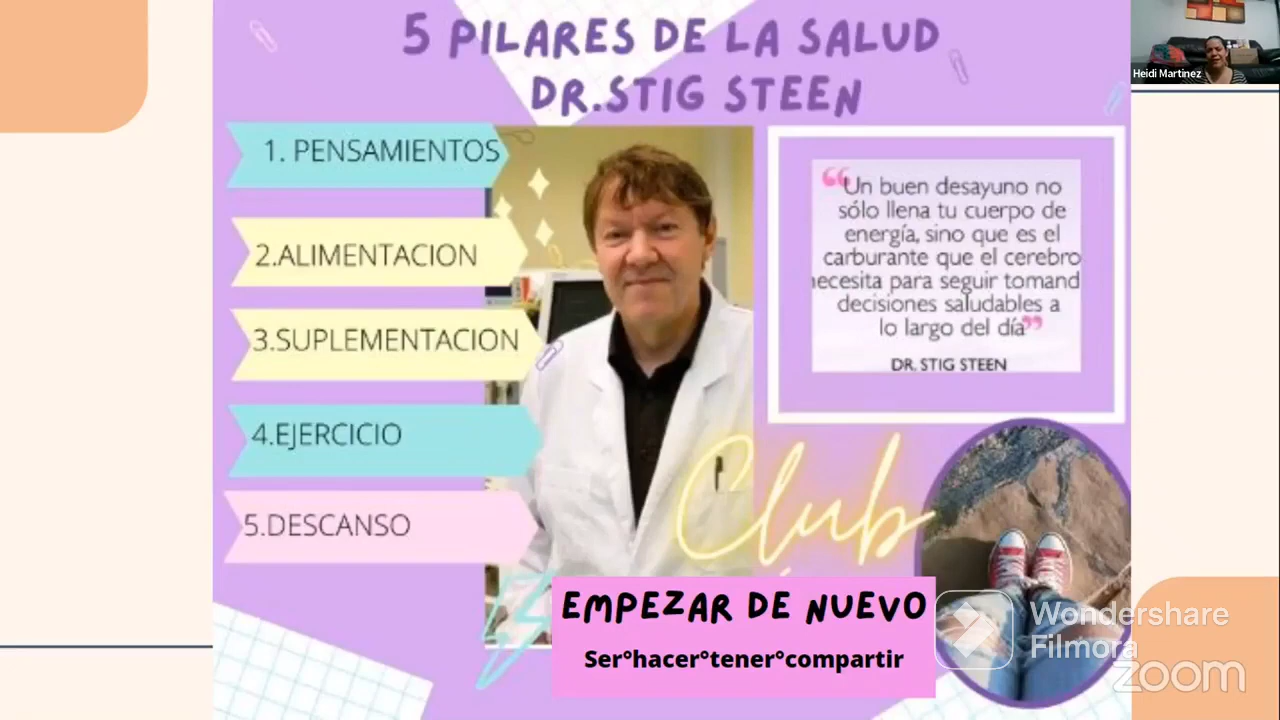 5 PILARES DE LA SALUD
DR.STIG STEEN
Heidi Martinez
1. PENSAMIENTOS
2.ALIMENTACION
3.SUPLEMENTACION
4.EJERCICIO
5.DESCANSO
“Un buen desayuno no
sólo llena tu cuerpo de
energía, sino que es el
carburante que el cerebro
necesita para seguir tomand
decisiones saludables a
lo largo del día”
DR. STIG STEEN
Club
EMPEZAR DE NUEVO
Ser°hacer°tener°compartir
Wondershare
Filmora
zoom